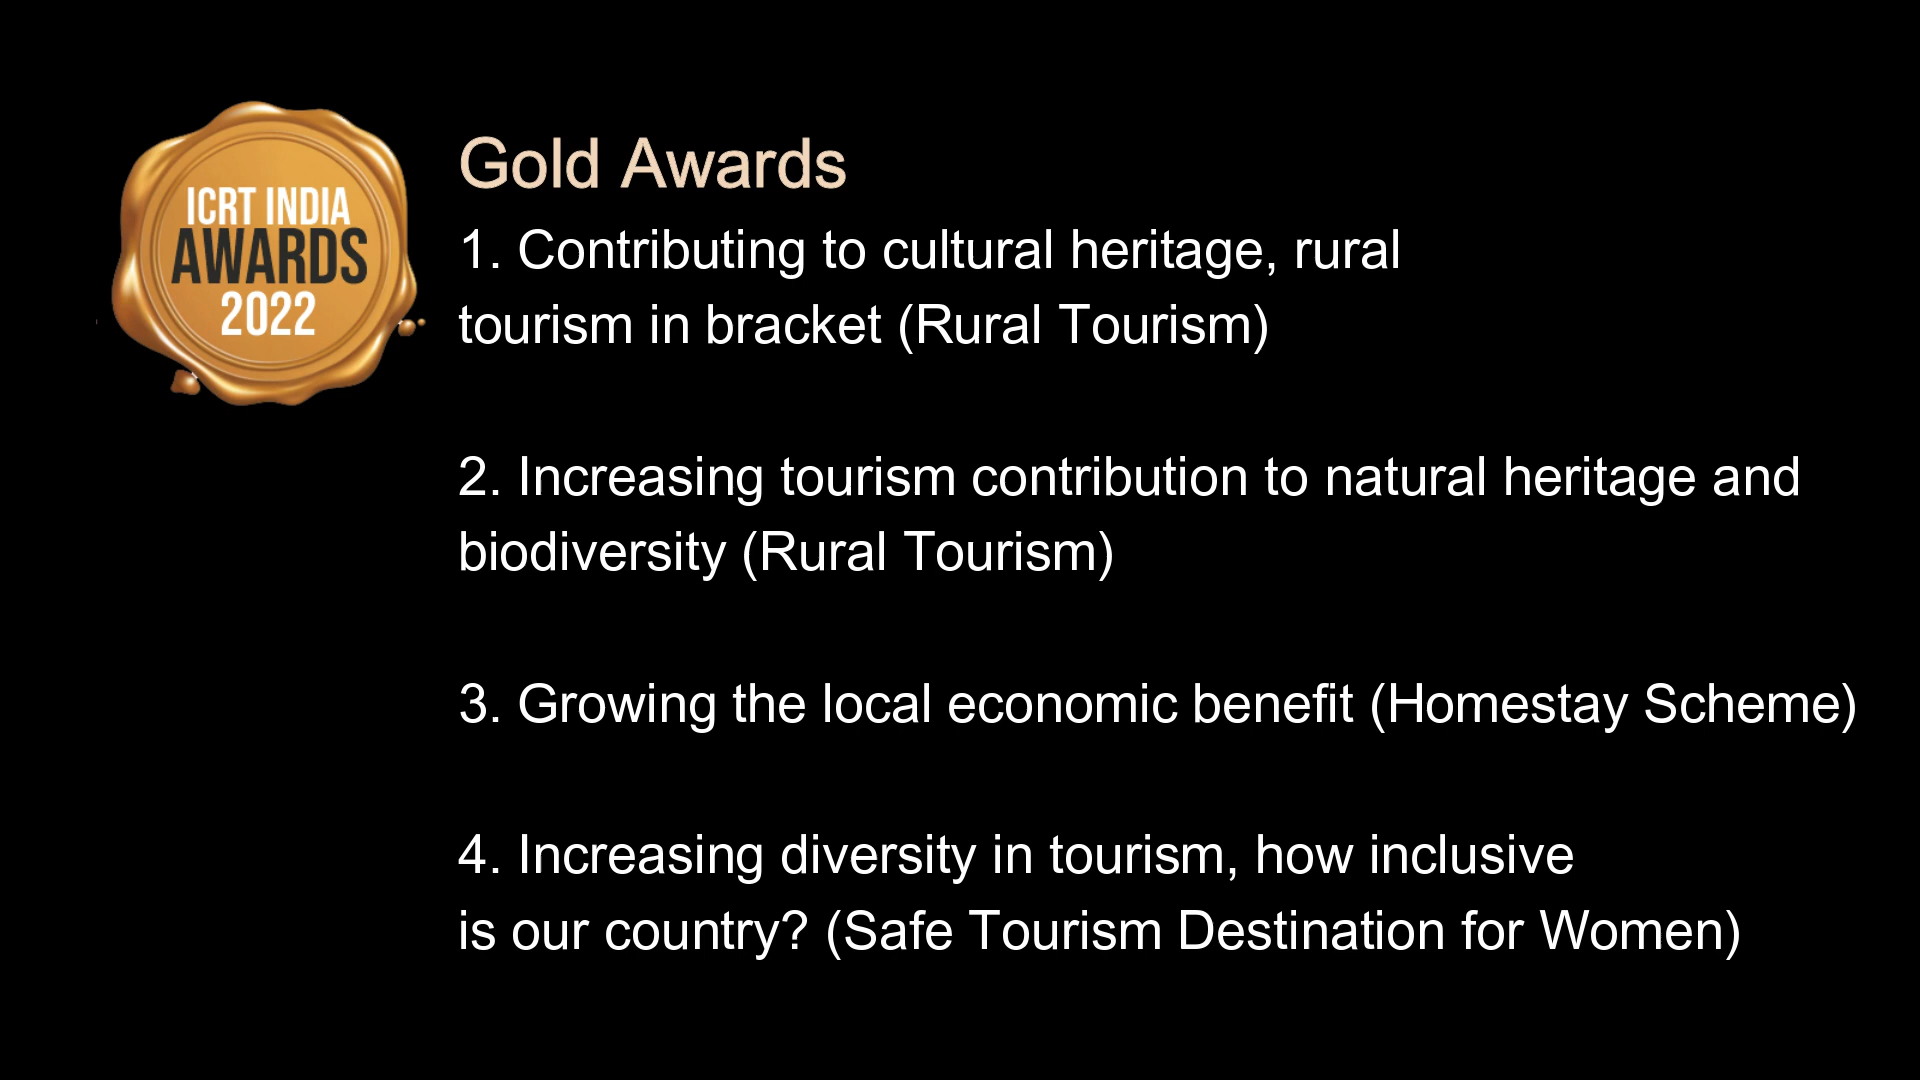 ICRT INDIA
AWARDS
2022
Gold Awards
1. Contributing to cultural heritage, rural
tourism in bracket (Rural Tourism)
2. Increasing tourism contribution to natural heritage and
biodiversity (Rural Tourism)
3. Growing the local economic benefit (Homestay Scheme)
4. Increasing diversity in tourism, how inclusive
is our country? (Safe Tourism Destination for Women)